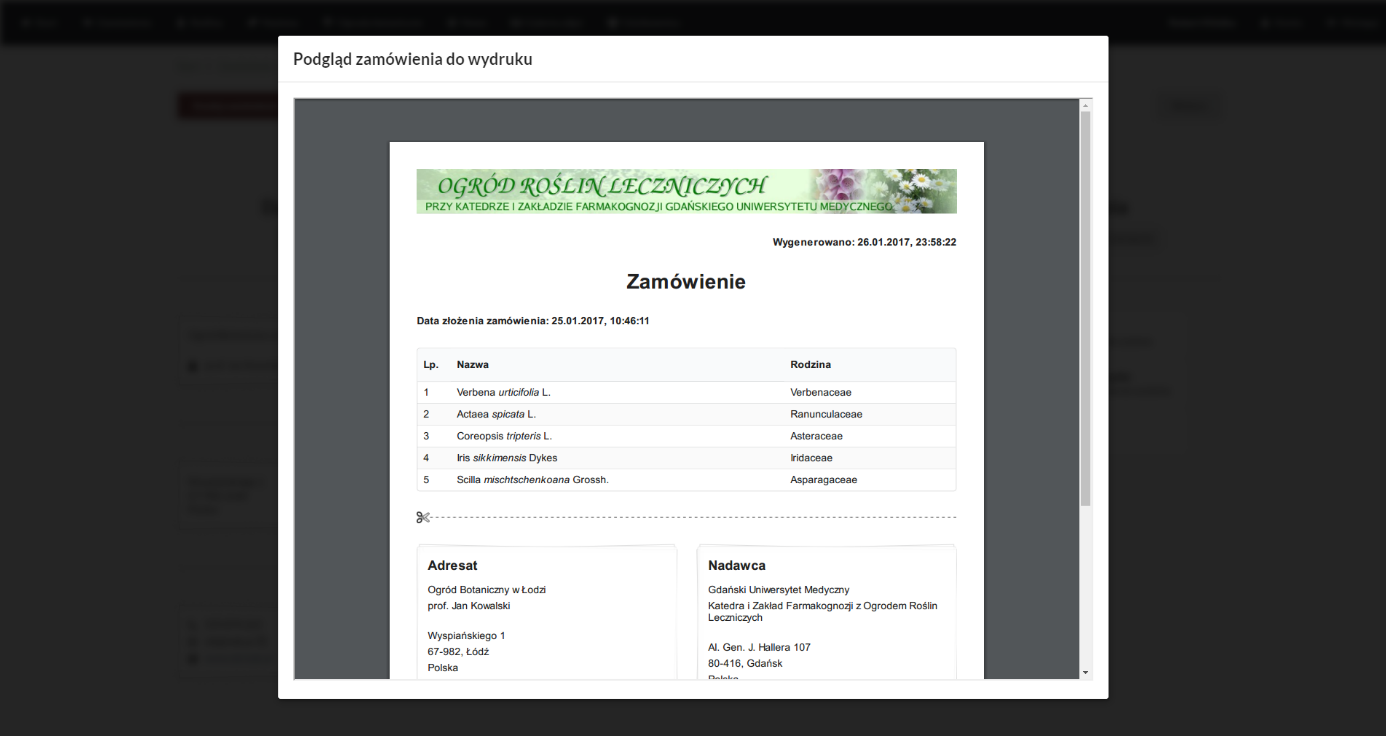 Podgląd zamówienia do wydruku
OGRÓD ROŚLIN LECZNICZYCH
PRZY KATEDRZE I ZAKŁADZIE FARMAKOGNOZJI GDAŃSKIEGO UNIWERSYTETU MEDYCZNEGO
Wygenerowano: 26.01.2017, 23:58:22
Zamówienie
Data złożenia zamówienia: 25.01.2017, 10:46:11
Lp. Nazwa Rodzina
1 Verbena urticifolia L. Verbenaceae
2 Actaea spicata L. Ranunculaceae
3 Coreopsis tripteris L. Asteraceae
4 Iris sikkimensis Dykes Iridaceae
5 Scilla mischtschenkoana Grossh. Asparagaceae
Adresat
Ogród Botaniczny w Łodzi
prof. Jan Kowalski
Wyspiańskiego 1
67-982, Łódź
Polska
Nadawca
Gdański Uniwersytet Medyczny
Katedra i Zakład Farmakognozji z Ogrodem Roślin
Leczniczych
Al. Gen. J. Hallera 107
80-416, Gdańsk
Polska